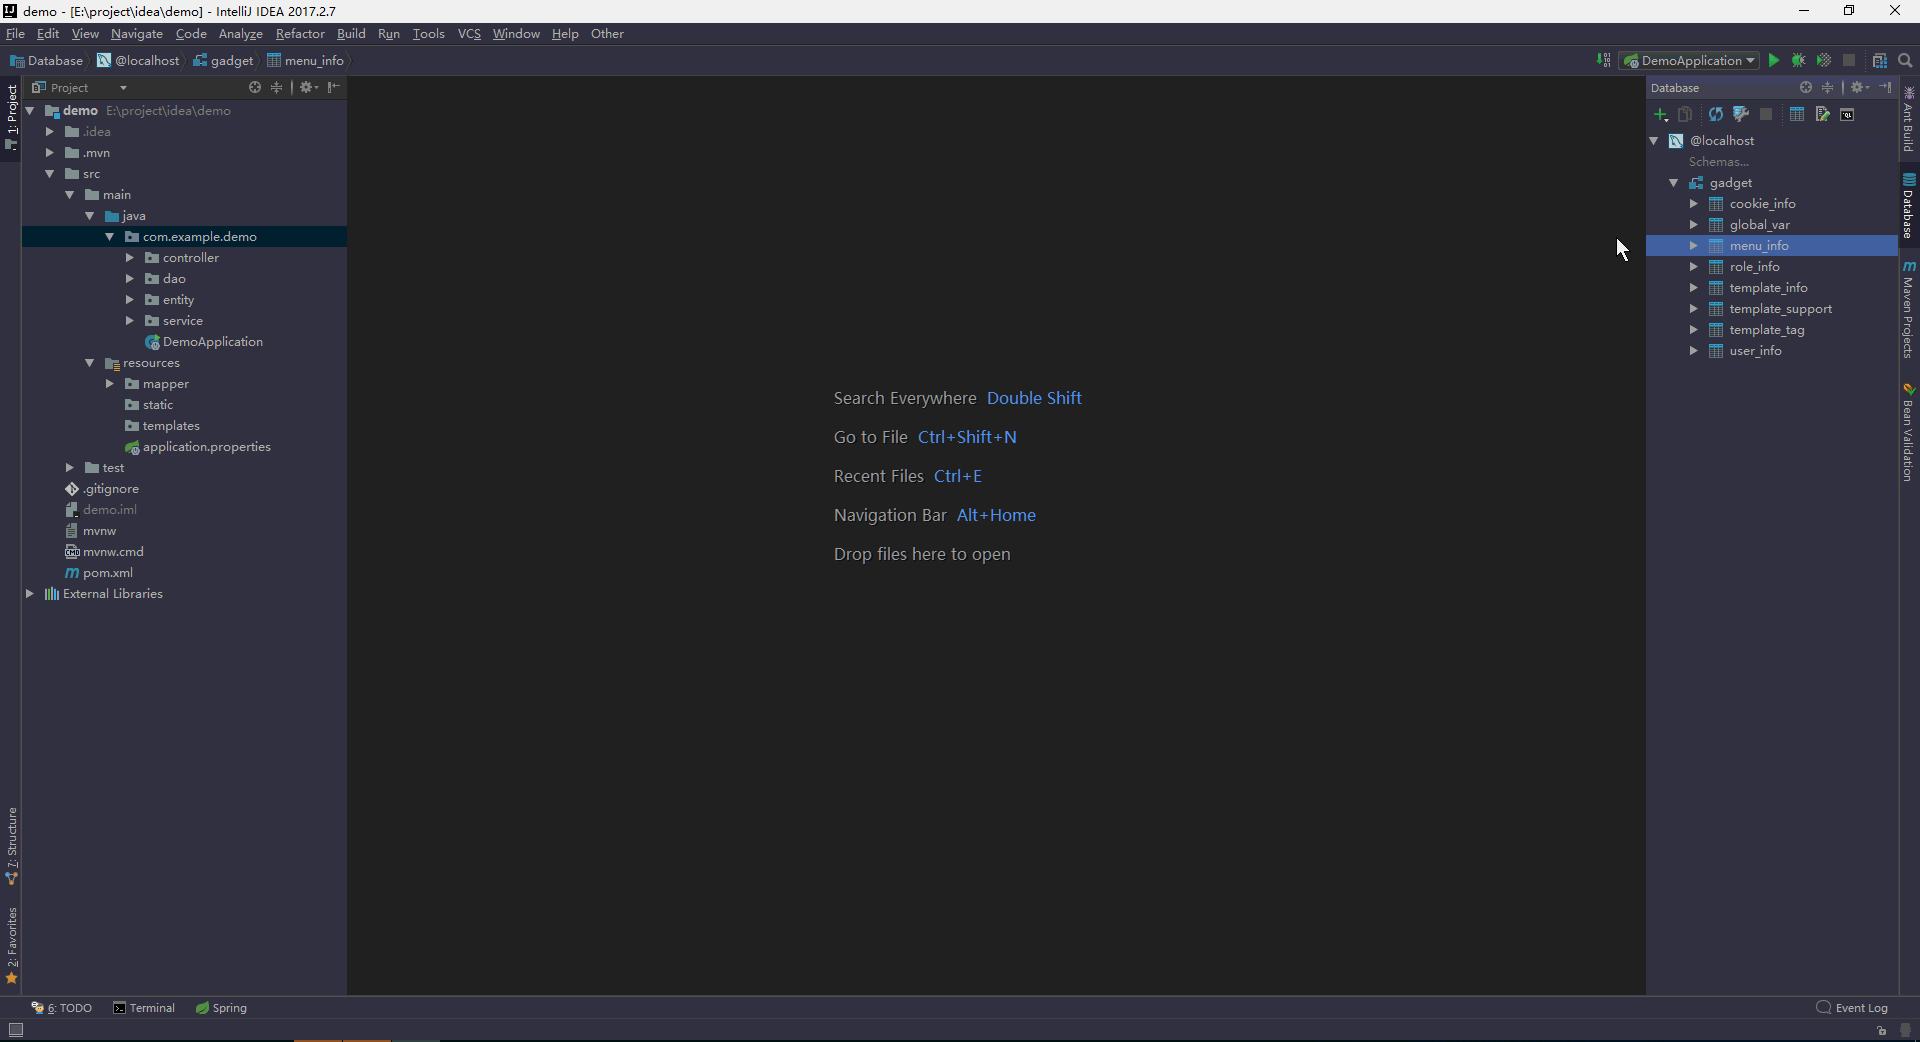 demo - [E:\project\idea\demo] - IntelliJ IDEA 2017.2.7
File Edit View Navigate Code Analyze Refactor Build Run Tools VCS Window Help Other
Database @localhost gadget menu_info DemoApplication
1: Project
7: Structure
2: Favorites
Project
demo E:\project\idea\demo
.idea
.mvn
src
main
java
com.example.demo
controller
dao
entity
service
DemoApplication
resources
mapper
static
templates
application.properties
test
.gitignore
demo.iml
mvnw
mvnw.cmd
pom.xml
External Libraries
Search Everywhere Double Shift
Go to File Ctrl+Shift+N
Recent Files Ctrl+E
Navigation Bar Alt+Home
Drop files here to open
Database
@localhost
Schemas...
gadget
cookie_info
global_var
menu_info
role_info
template_info
template_support
template_tag
user_info
Ant Build
Database
Maven Projects
Bean Validation
6: TODO Terminal Spring Event Log